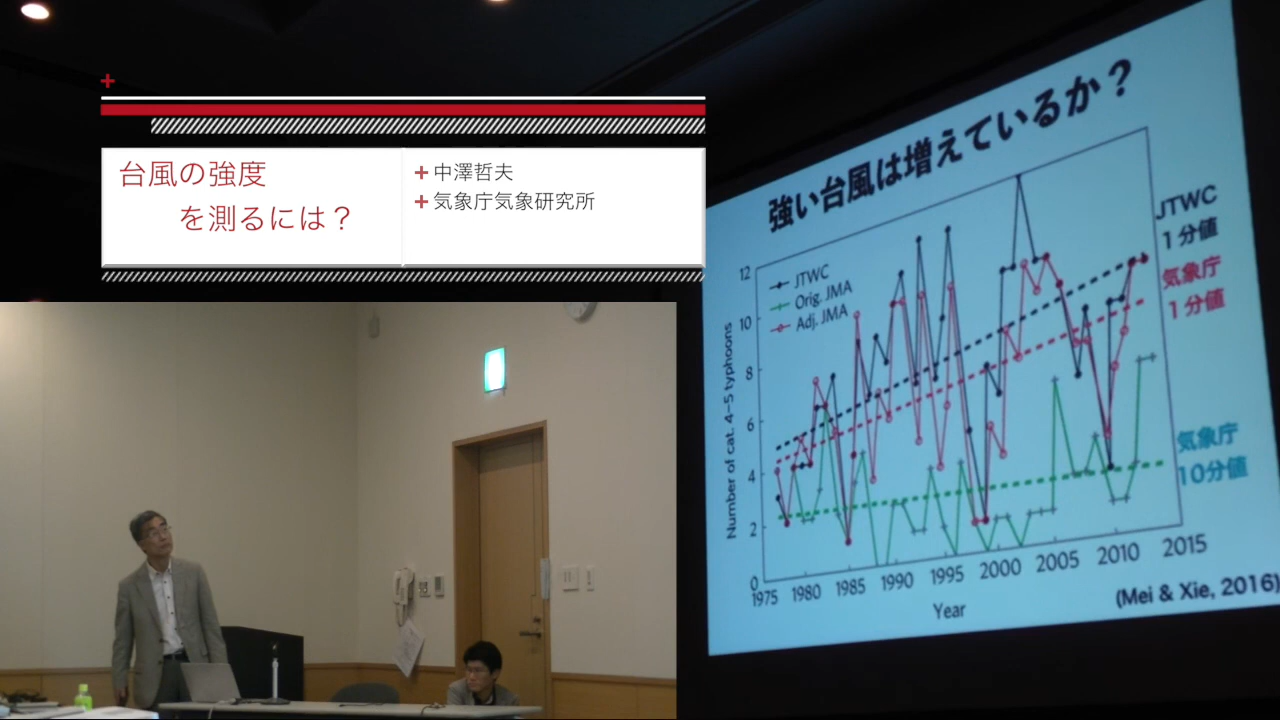 台風の強度
を測るには？
中澤哲夫
気象庁気象研究所
強い台風は増えているか？
JTWC
1分値
気象庁
1分値
気象庁
10分値
JTWC
Orig. JMA
Adj. JMA
Number of cat. 4–5 typhoons
12
10
8
6
4
2
0
1975 1980 1985 1990 1995 2000 2005 2010 2015
Year
(Mei & Xie, 2016)